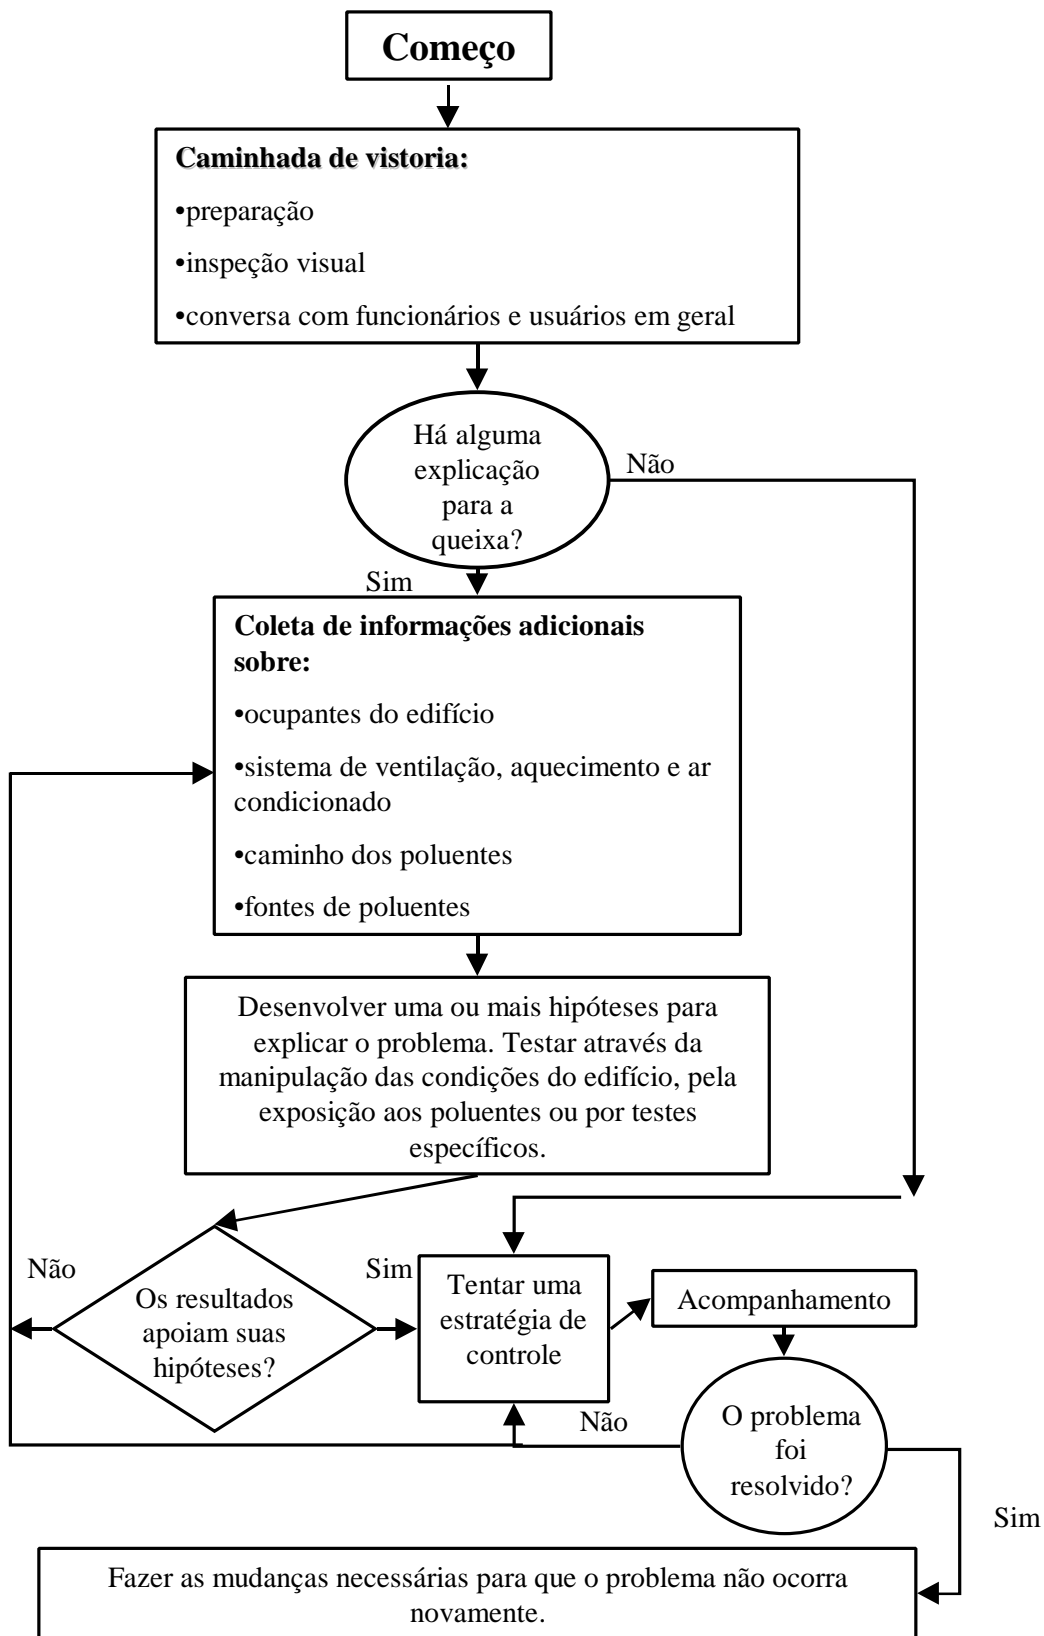 Começo
Caminhada de vistoria:
•preparação
•inspeção visual
•conversa com funcionários e usuários em geral
Há alguma
explicação
para a
queixa?
Não
Sim
Coleta de informações adicionais
sobre:
•ocupantes do edifício
•sistema de ventilação, aquecimento e ar
condicionado
•caminho dos poluentes
•fontes de poluentes
Desenvolver uma ou mais hipóteses para
explicar o problema. Testar através da
manipulação das condições do edifício, pela
exposição aos poluentes ou por testes
específicos.
Não
Os resultados
apoiam suas
hipóteses?
Sim
Tentar uma
estratégia de
controle
Acompanhamento
Não
O problema
foi
resolvido?
Sim
Fazer as mudanças necessárias para que o problema não ocorra
novamente.